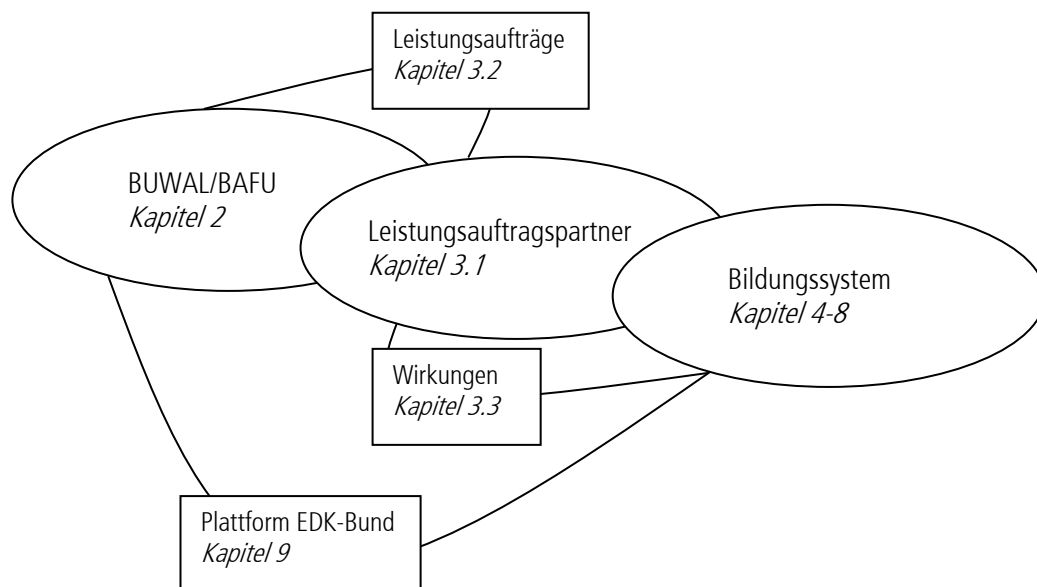 Leistungsaufträge
Kapitel 3.2
BUWAL/BAFU
Kapitel 2
Leistungsauftragspartner
Kapitel 3.1
Bildungssystem
Kapitel 4-8
Wirkungen
Kapitel 3.3
Plattform EDK-Bund
Kapitel 9